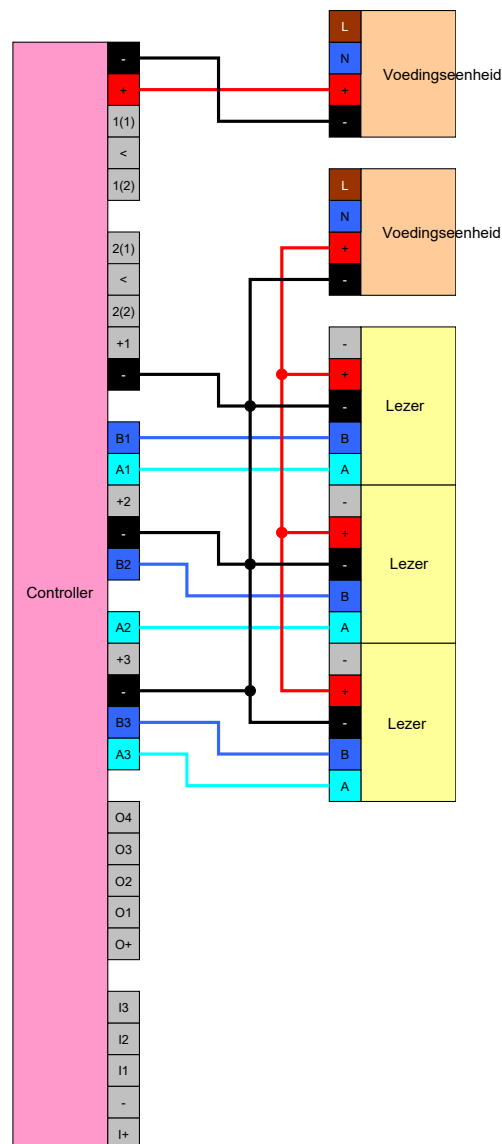 Controller
-
+
1(1)
<
1(2)
2(1)
<
2(2)
+1
-
B1
A1
+2
-
B2
A2
+3
-
B3
A3
O4
O3
O2
O1
O+
I3
I2
I1
-
I+
L
N
+
-
Voedingseenheid
L
N
+
-
Voedingseenheid
-
+
-
B
A
Lezer
-
+
-
B
A
Lezer
-
+
-
B
A
Lezer